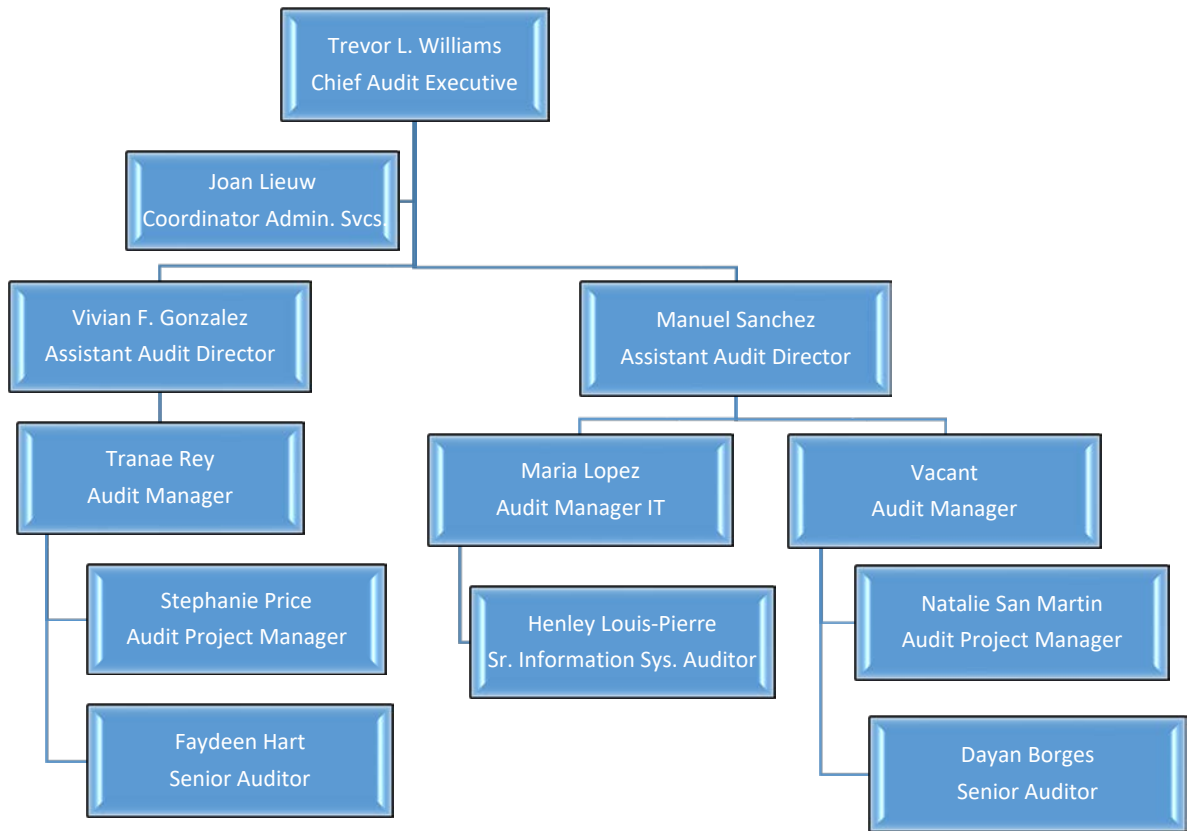 Trevor L. Williams
Chief Audit Executive
Joan Lieuw
Coordinator Admin. Svcs.
Vivian F. Gonzalez
Assistant Audit Director
Manuel Sanchez
Assistant Audit Director
Tranae Rey
Audit Manager
Maria Lopez
Audit Manager IT
Vacant
Audit Manager
Stephanie Price
Audit Project Manager
Henley Louis-Pierre
Sr. Information Sys. Auditor
Natalie San Martin
Audit Project Manager
Faydeen Hart
Senior Auditor
Dayan Borges
Senior Auditor